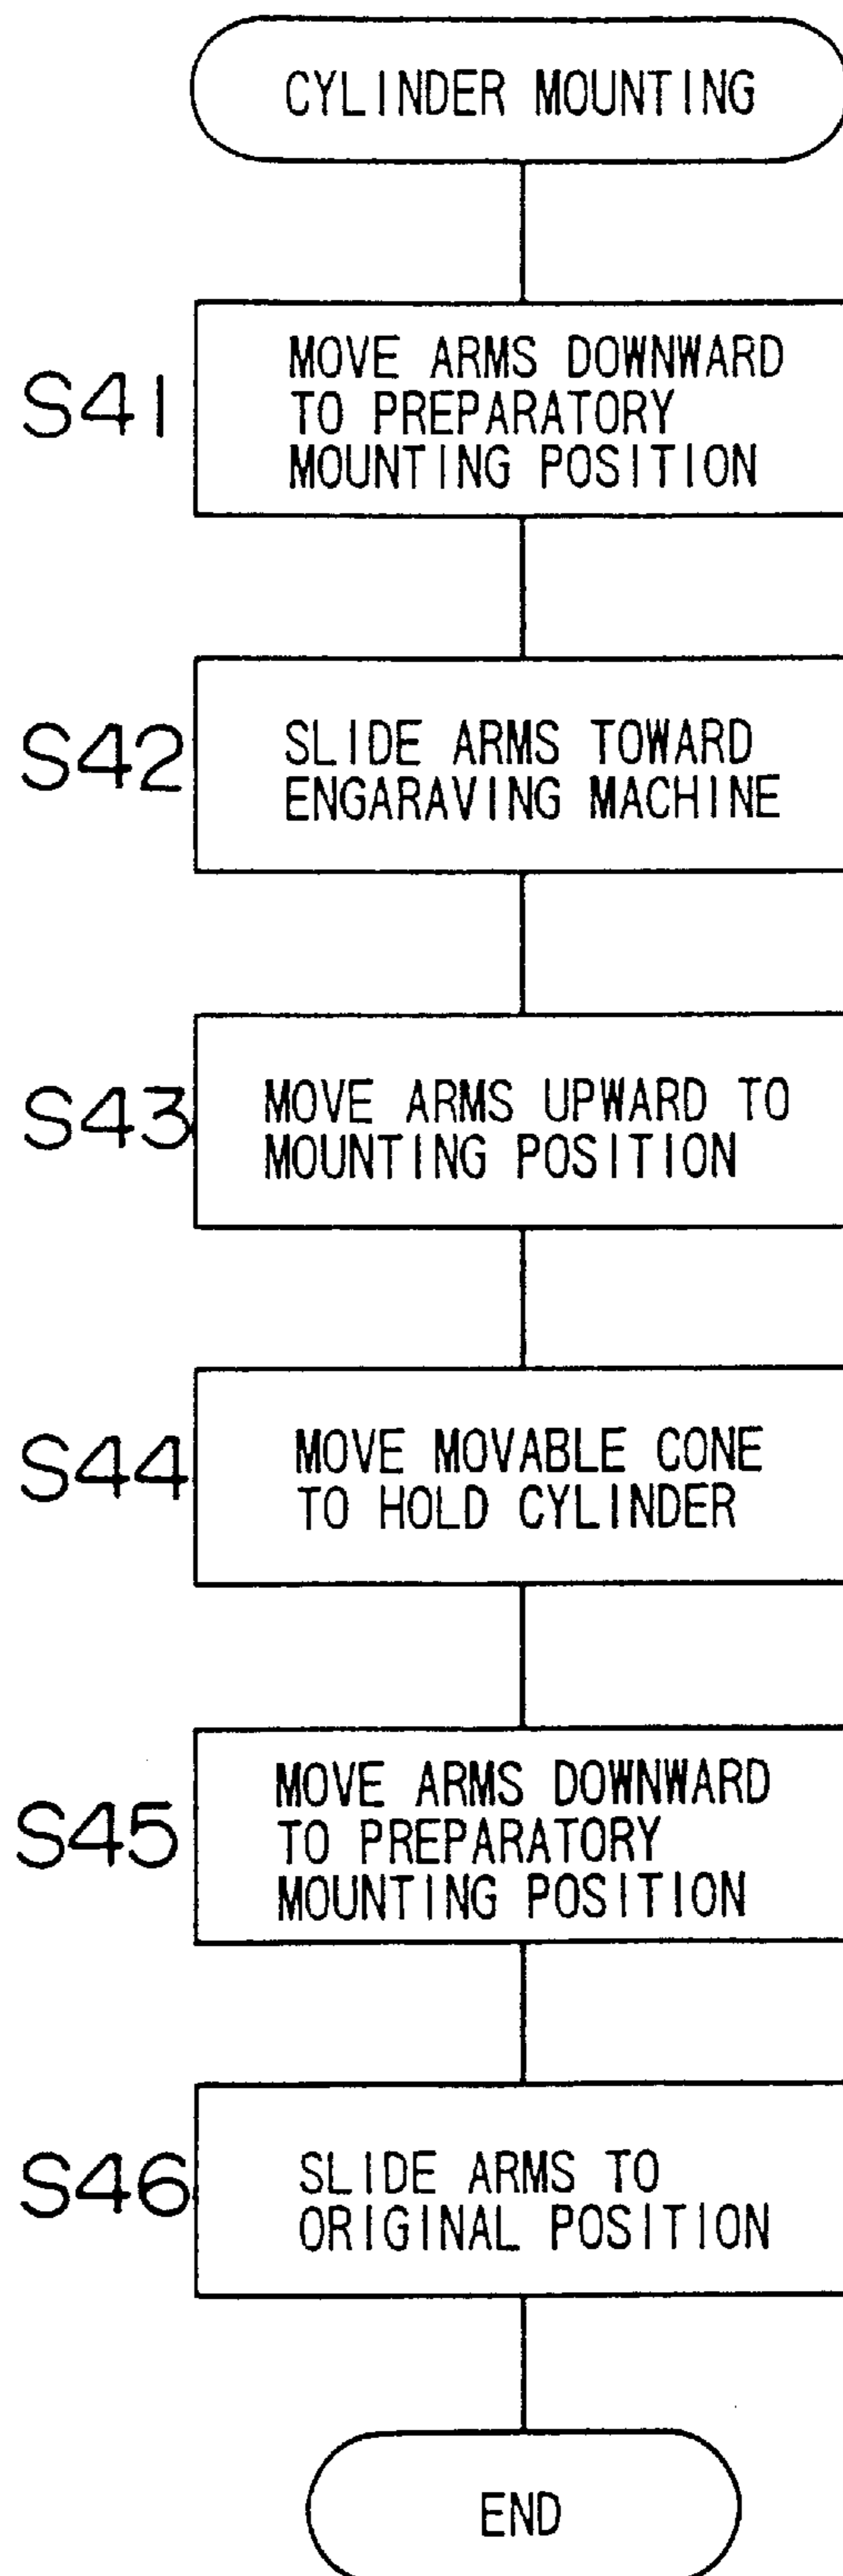 CYLINDER MOUNTING
S41
MOVE ARMS DOWNWARD
TO PREPARATORY
MOUNTING POSITION
S42
SLIDE ARMS TOWARD
ENGARAVING MACHINE
S43
MOVE ARMS UPWARD TO
MOUNTING POSITION
S44
MOVE MOVABLE CONE
TO HOLD CYLINDER
S45
MOVE ARMS DOWNWARD
TO PREPARATORY
MOUNTING POSITION
S46
SLIDE ARMS TO
ORIGINAL POSITION
END